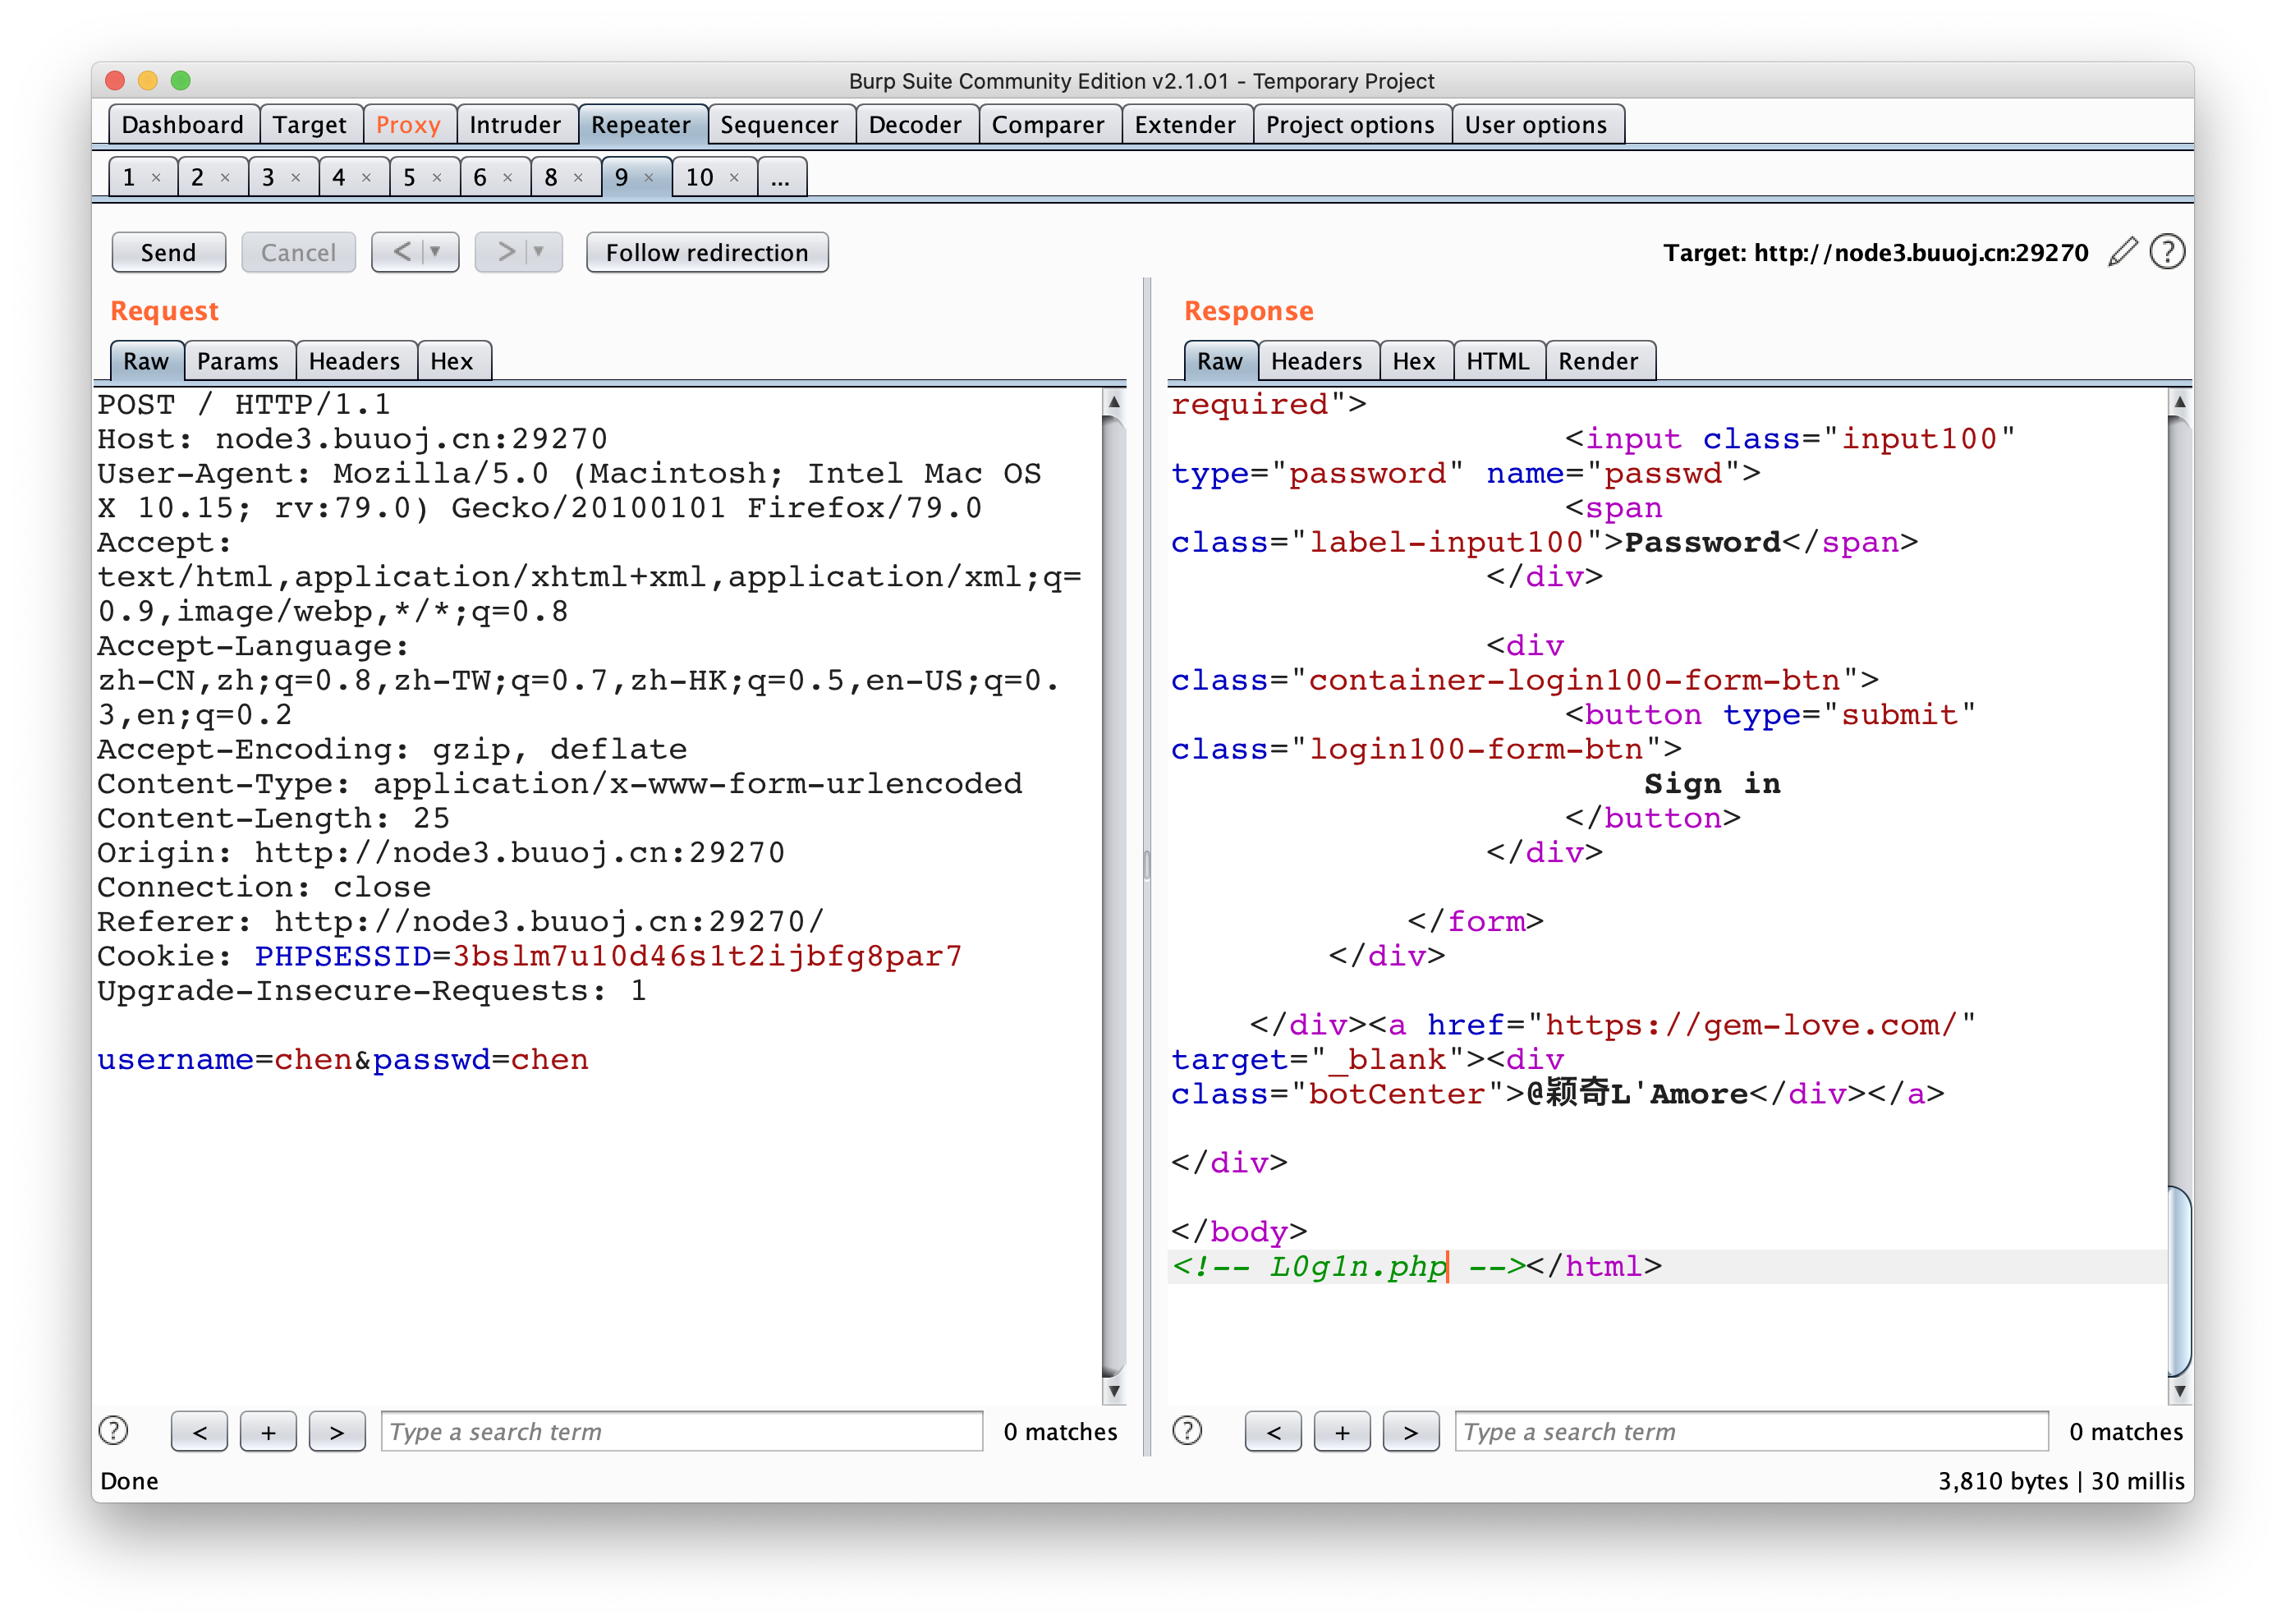 Burp Suite Community Edition v2.1.01 - Temporary Project
Dashboard Target Proxy Intruder Repeater Sequencer Decoder Comparer Extender Project options User options
1 × 2 × 3 × 4 × 5 × 6 × 8 × 9 × 10 × ...
Send Cancel < > Follow redirection Target: http://node3.buuoj.cn:29270 ?
Request
Raw Params Headers Hex
POST / HTTP/1.1
Host: node3.buuoj.cn:29270
User-Agent: Mozilla/5.0 (Macintosh; Intel Mac OS
X 10.15; rv:79.0) Gecko/20100101 Firefox/79.0
Accept:
text/html,application/xhtml+xml,application/xml;q=
0.9,image/webp,*/*;q=0.8
Accept-Language:
zh-CN,zh;q=0.8,zh-TW;q=0.7,zh-HK;q=0.5,en-US;q=0.
3,en;q=0.2
Accept-Encoding: gzip, deflate
Content-Type: application/x-www-form-urlencoded
Content-Length: 25
Origin: http://node3.buuoj.cn:29270
Connection: close
Referer: http://node3.buuoj.cn:29270/
Cookie: PHPSESSID=3bslm7u10d46s1t2ijbfg8par7
Upgrade-Insecure-Requests: 1
username=chen&passwd=chen
? < + > Type a search term 0 matches
Response
Raw Headers Hex HTML Render
required">
<input class="input100"
type="password" name="passwd">
<span
class="label-input100">Password</span>
</div>
<div
class="container-login100-form-btn">
<button type="submit"
class="login100-form-btn">
Sign in
</button>
</div>
</form>
</div>
</div><a href="https://gem-love.com/"
target="_blank"><div
class="botCenter">@颖奇L'Amore</div></a>
</div>
</body>
<!-- L0g1n.php --></html>
? < + > Type a search term 0 matches
Done 3,810 bytes | 30 millis